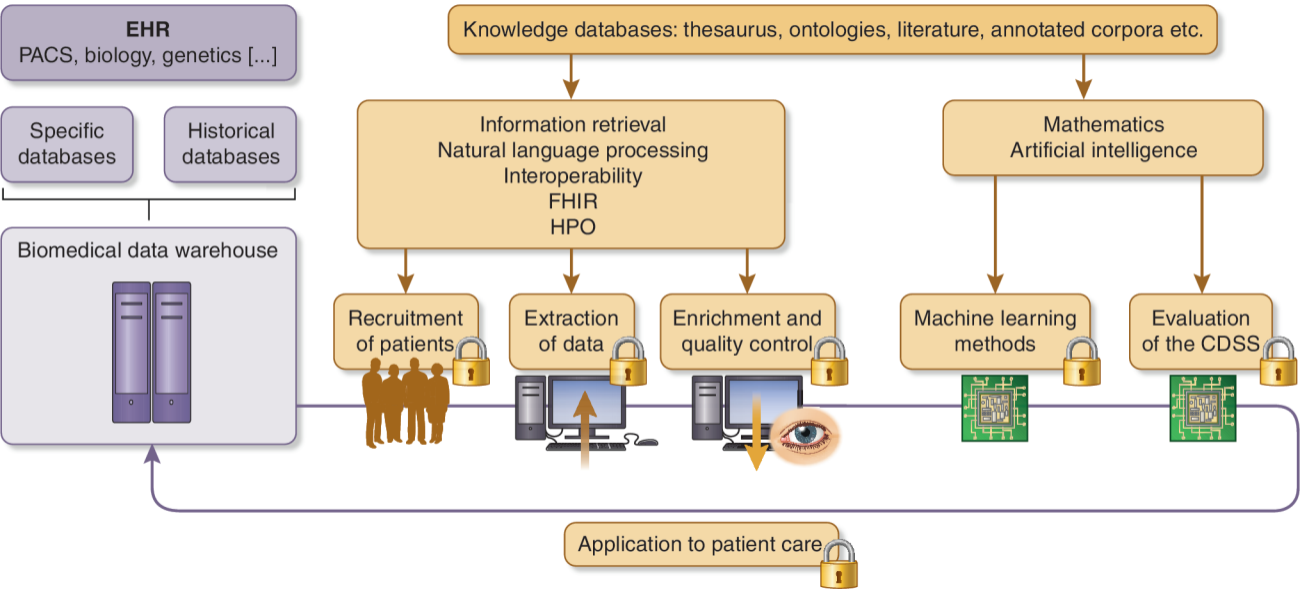 EHR
PACS, biology, genetics [...]
Specific
databases
Historical
databases
Biomedical data warehouse
Knowledge databases: thesaurus, ontologies, literature, annotated corpora etc.
Information retrieval
Natural language processing
Interoperability
FHIR
HPO
Mathematics
Artificial intelligence
Recruitment
of patients
Extraction
of data
Enrichment and
quality control
Machine learning
methods
Evaluation
of the CDSS
Application to patient care